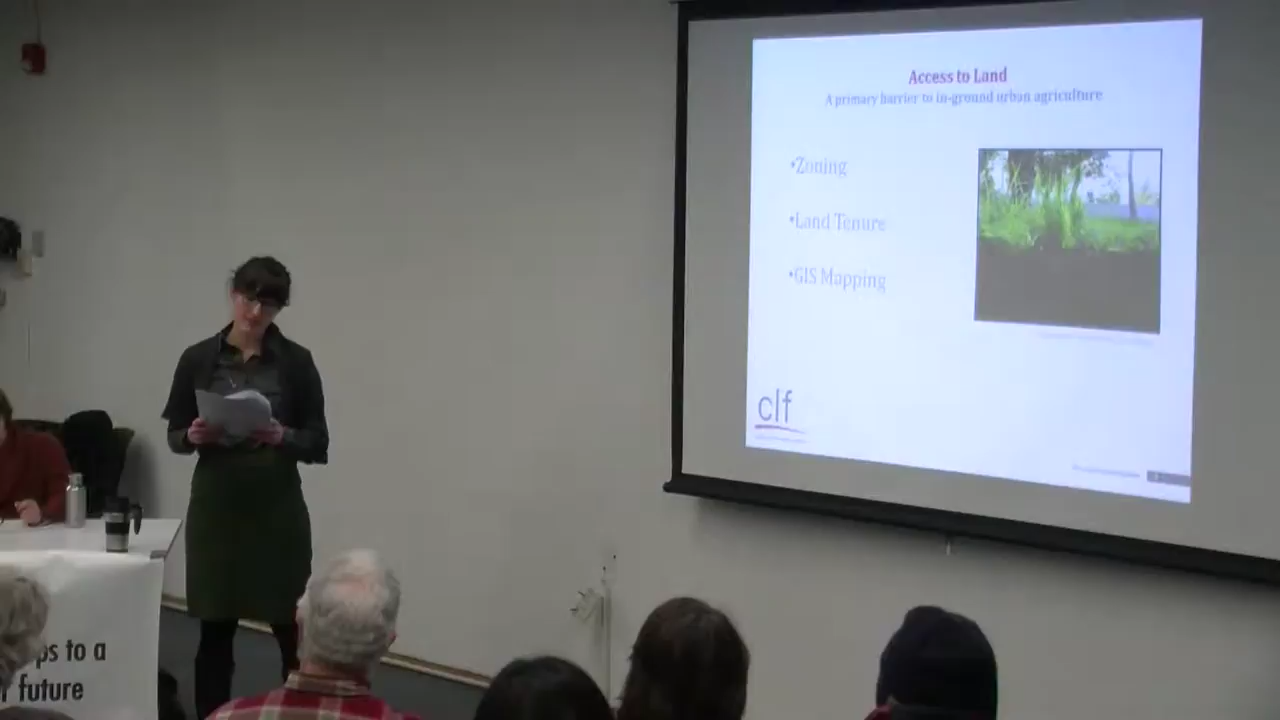 Access to Land
A primary barrier to in-ground urban agriculture
•Zoning
•Land Tenure
•GIS Mapping
clf
ps to a
future